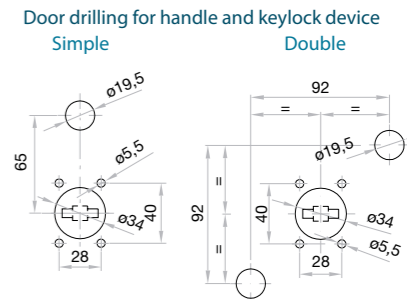 Door drilling for handle and keylock device
Simple
Double
92
ø19,5
=
=
ø5,5
ø19,5
65
=
92
40
40
ø34
ø34
=
ø5,5
28
28